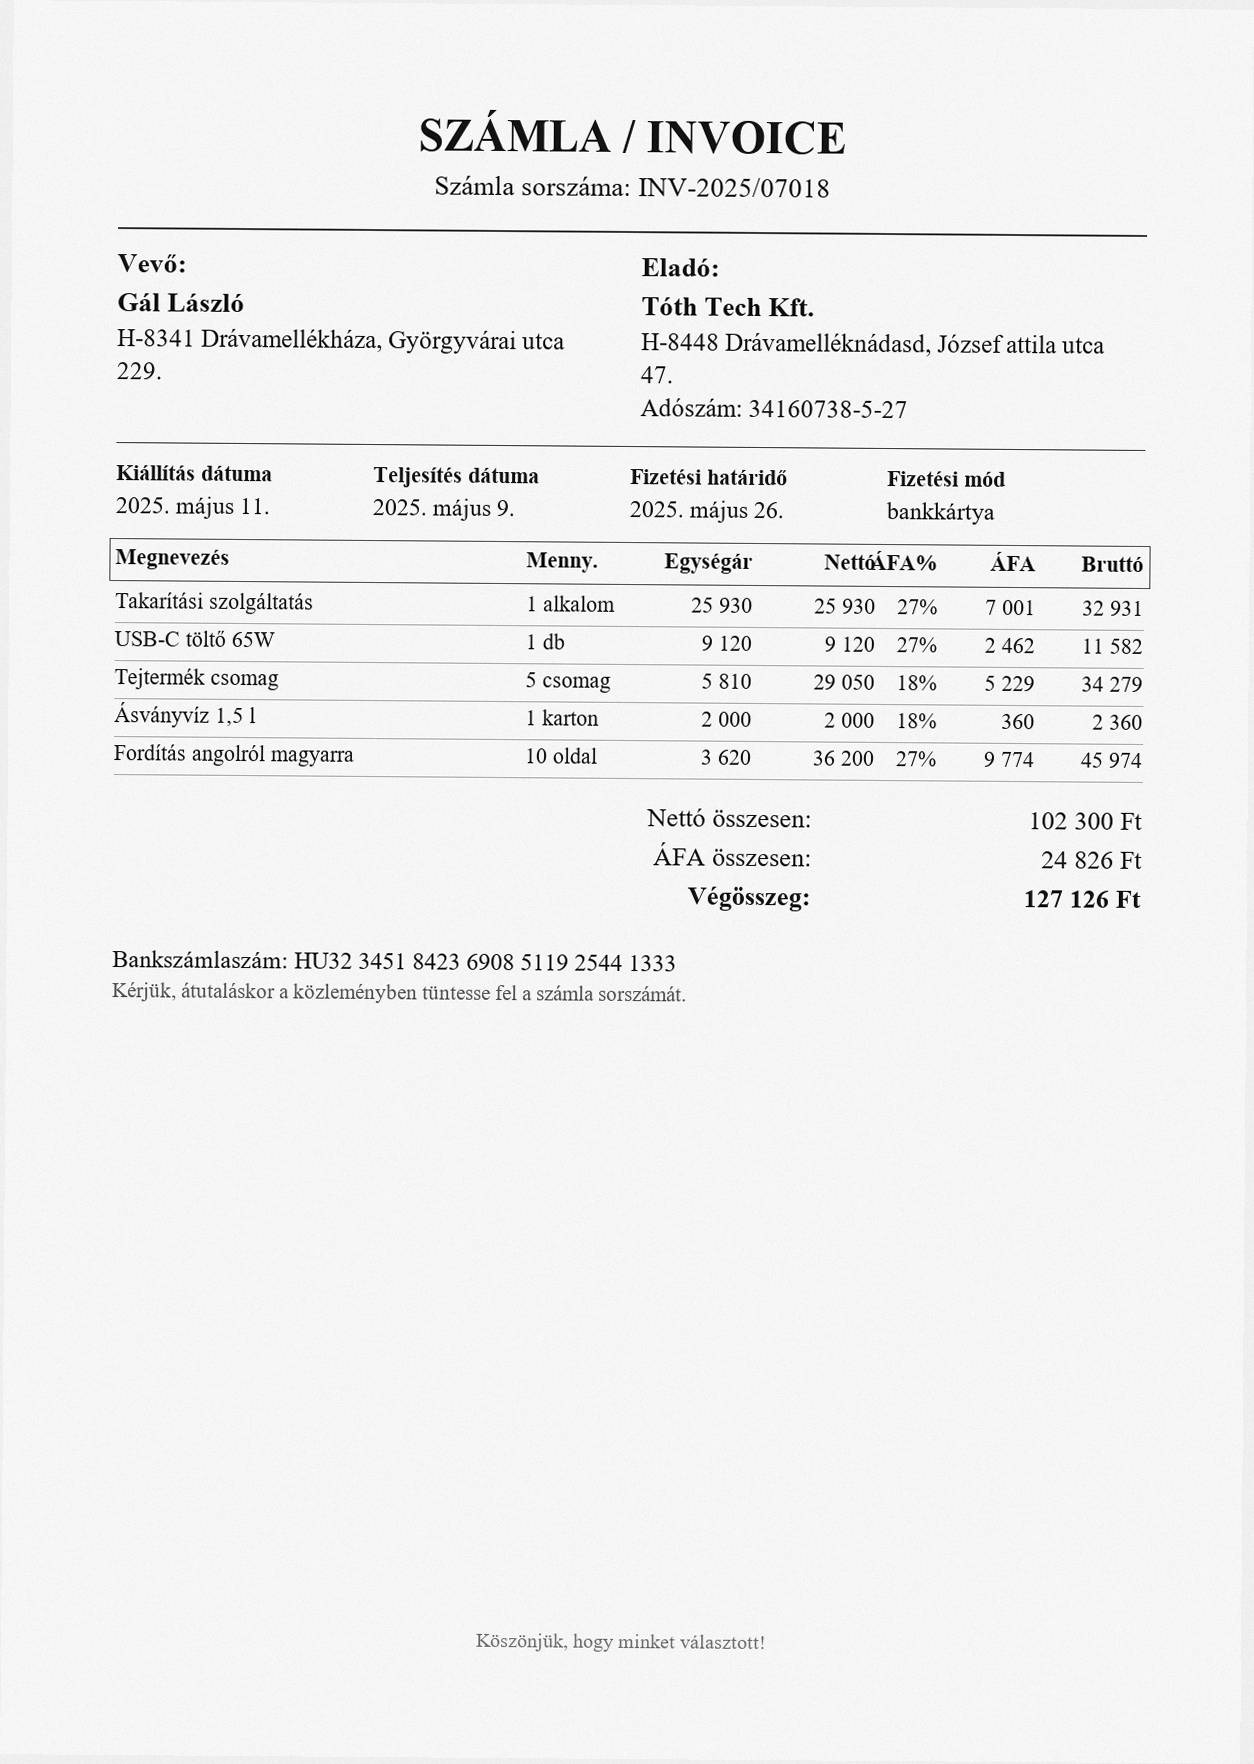 SZÁMLA / INVOICE
Számla sorszáma: INV-2025/07018
Vevő:
Gál László
H-8341 Drávamellékháza, Györgyvárai utca
229.
Eladó:
Tóth Tech Kft.
H-8448 Drávamelléknádasd, József attila utca
47.
Adószám: 34160738-5-27
Kiállítás dátuma Teljesítés dátuma Fizetési határidő Fizetési mód
2025. május 11. 2025. május 9. 2025. május 26. bankkártya
Megnevezés Menny. Egységár Nettó ÁFA% ÁFA Bruttó
Takarítási szolgáltatás 1 alkalom 25 930 25 930 27% 7 001 32 931
USB-C töltő 65W 1 db 9 120 9 120 27% 2 462 11 582
Tejtermék csomag 5 csomag 5 810 29 050 18% 5 229 34 279
Ásványvíz 1,5 l 1 karton 2 000 2 000 18% 360 2 360
Fordítás angolról magyarra 10 oldal 3 620 36 200 27% 9 774 45 974
Nettó összesen: 102 300 Ft
ÁFA összesen: 24 826 Ft
Végösszeg: 127 126 Ft
Bankszámlaszám: HU32 3451 8423 6908 5119 2544 1333
Kérjük, átutaláskor a közleményben tüntesse fel a számla sorszámát.
Köszönjük, hogy minket választott!